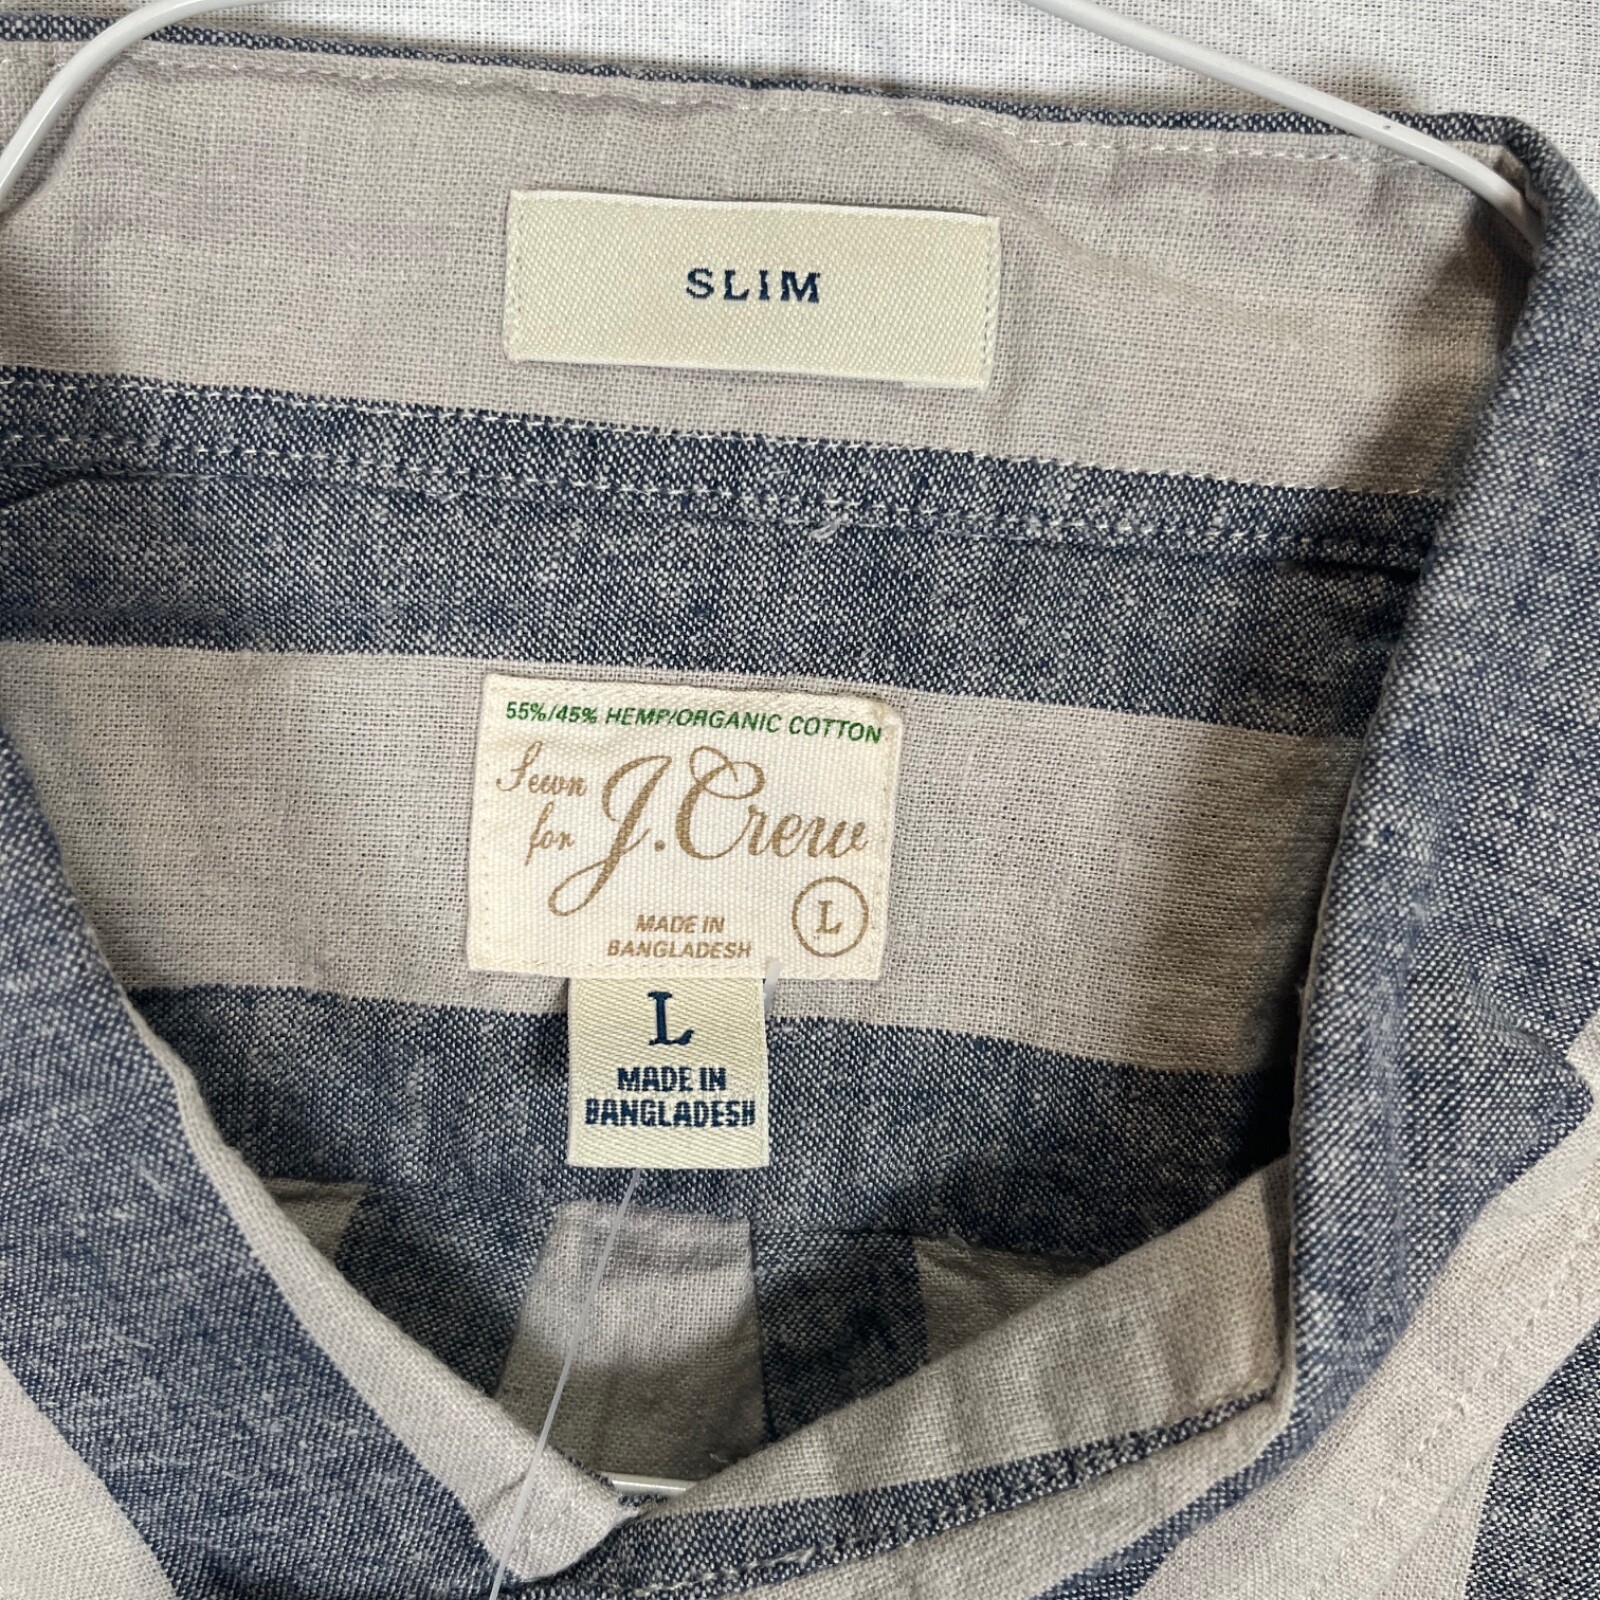 SLIM
55%/45% HEMP/ORGANIC COTTON
Sewn
for
J.Crew
L
MADE IN
BANGLADESH
L
MADE IN
BANGLADESH